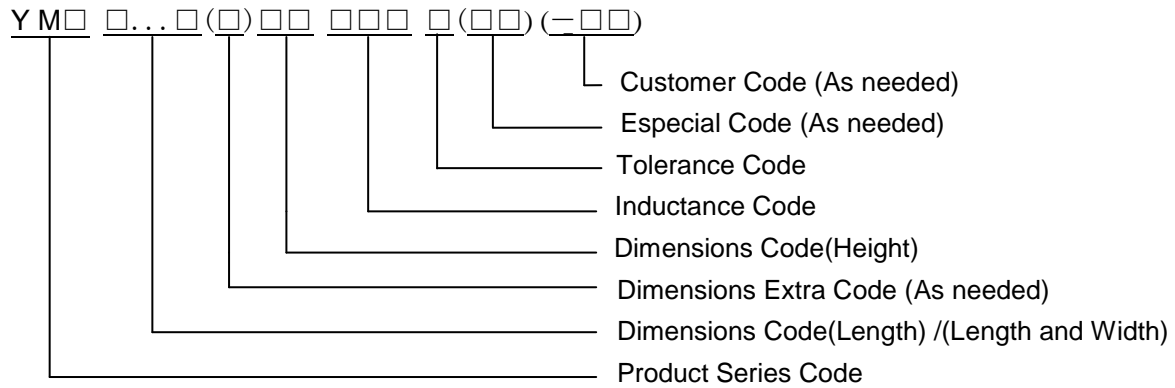 YM□ □...□(□)□□ □□□ □(□□)(-□□)
Customer Code (As needed)
Especial Code (As needed)
Tolerance Code
Inductance Code
Dimensions Code(Height)
Dimensions Extra Code (As needed)
Dimensions Code(Length) /(Length and Width)
Product Series Code